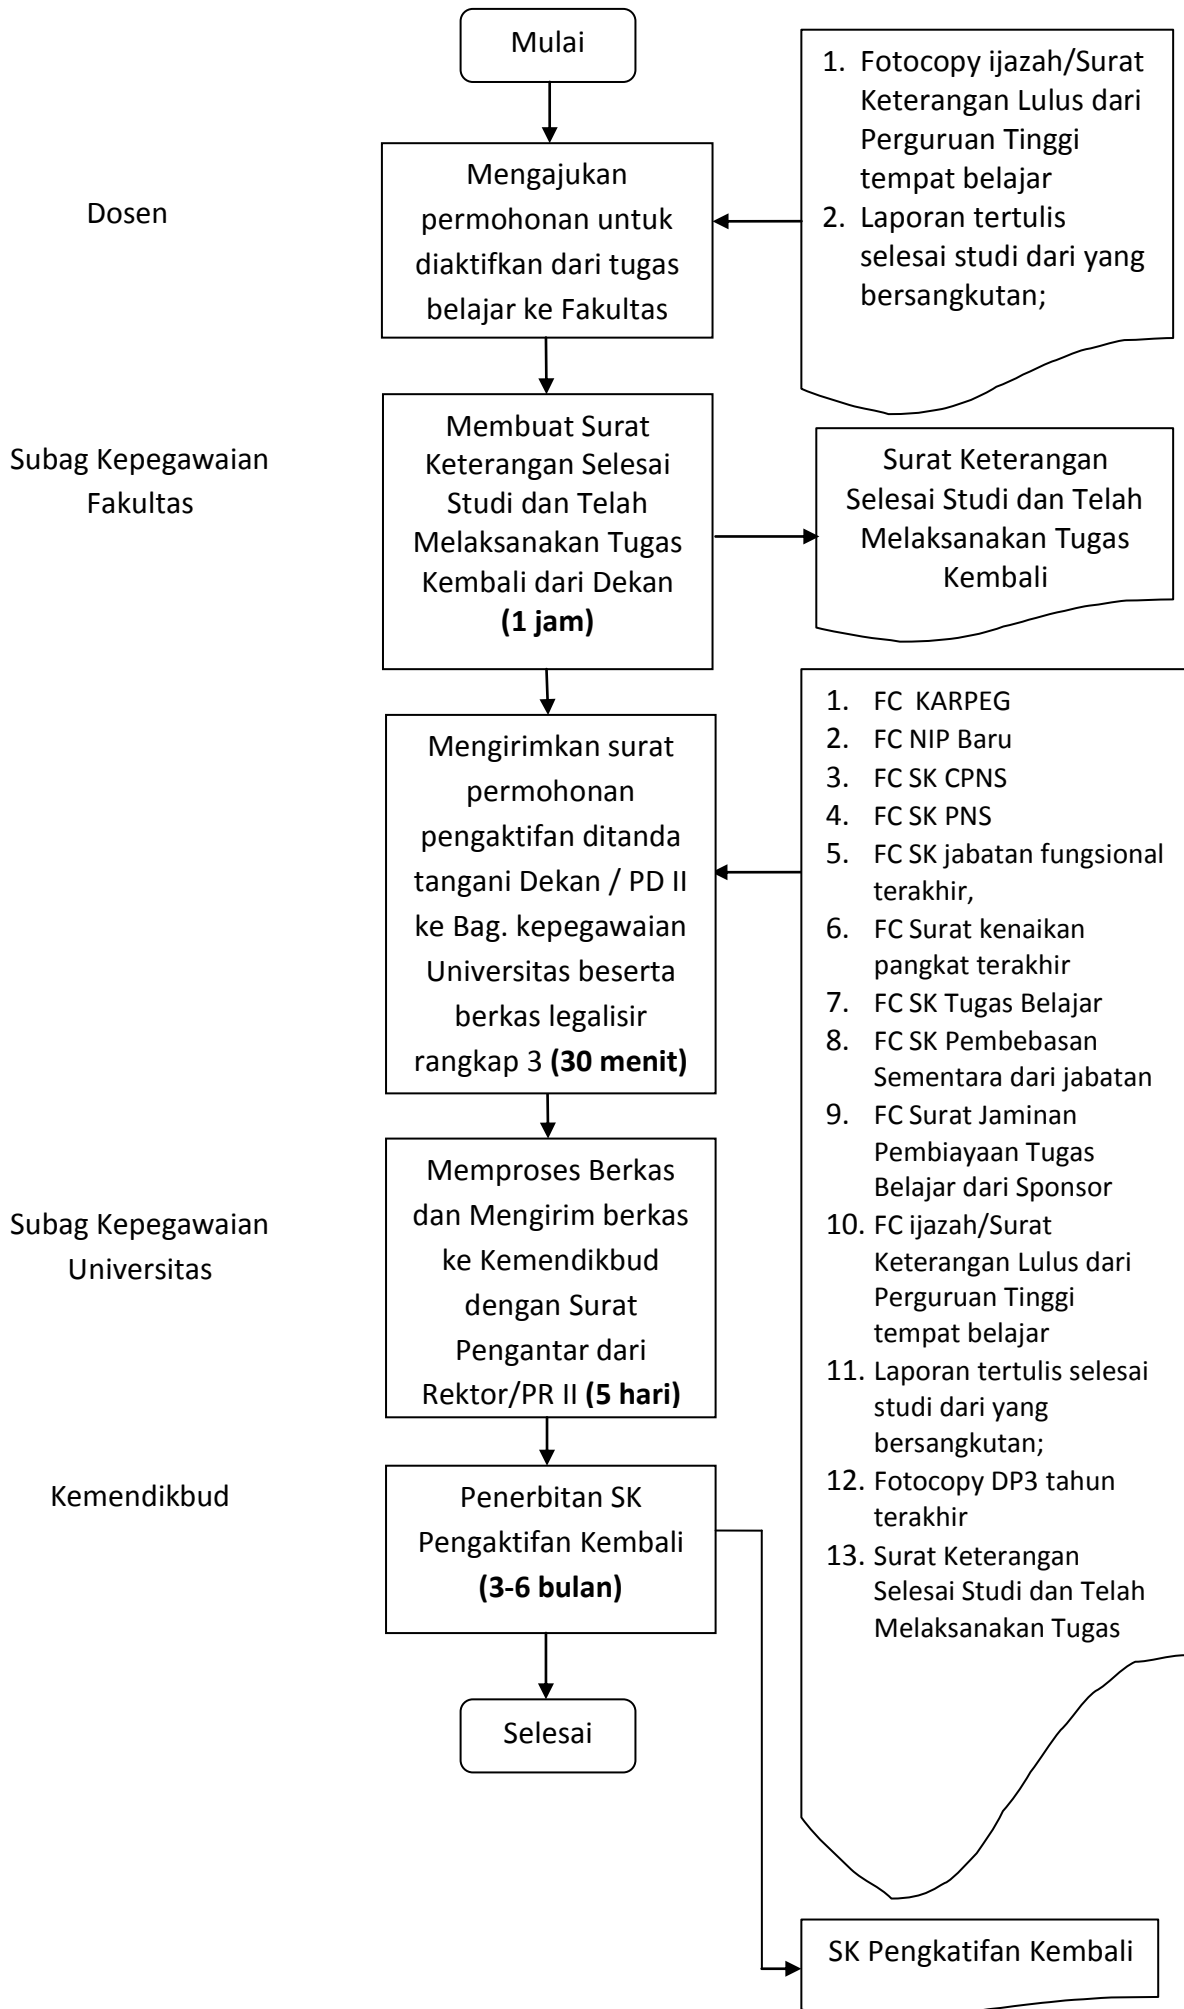 Mulai
1. Fotocopy ijazah/Surat
Keterangan Lulus dari
Perguruan Tinggi
tempat belajar
2. Laporan tertulis
selesai studi dari yang
bersangkutan;
Dosen
Mengajukan
permohonan untuk
diaktifkan dari tugas
belajar ke Fakultas
Subag Kepegawaian
Fakultas
Membuat Surat
Keterangan Selesai
Studi dan Telah
Melaksanakan Tugas
Kembali dari Dekan
(1 jam)
Surat Keterangan
Selesai Studi dan Telah
Melaksanakan Tugas
Kembali
Mengirimkan surat
permohonan
pengaktifan ditanda
tangani Dekan / PD II
ke Bag. kepegawaian
Universitas beserta
berkas legalisir
rangkap 3 (30 menit)
1. FC KARPEG
2. FC NIP Baru
3. FC SK CPNS
4. FC SK PNS
5. FC SK jabatan fungsional
terakhir,
6. FC Surat kenaikan
pangkat terakhir
7. FC SK Tugas Belajar
8. FC SK Pembebasan
Sementara dari jabatan
9. FC Surat Jaminan
Pembiayaan Tugas
Belajar dari Sponsor
10. FC ijazah/Surat
Keterangan Lulus dari
Perguruan Tinggi
tempat belajar
11. Laporan tertulis selesai
studi dari yang
bersangkutan;
12. Fotocopy DP3 tahun
terakhir
13. Surat Keterangan
Selesai Studi dan Telah
Melaksanakan Tugas
Subag Kepegawaian
Universitas
Memproses Berkas
dan Mengirim berkas
ke Kemendikbud
dengan Surat
Pengantar dari
Rektor/PR II (5 hari)
Kemendikbud
Penerbitan SK
Pengaktifan Kembali
(3-6 bulan)
Selesai
SK Pengkatifan Kembali